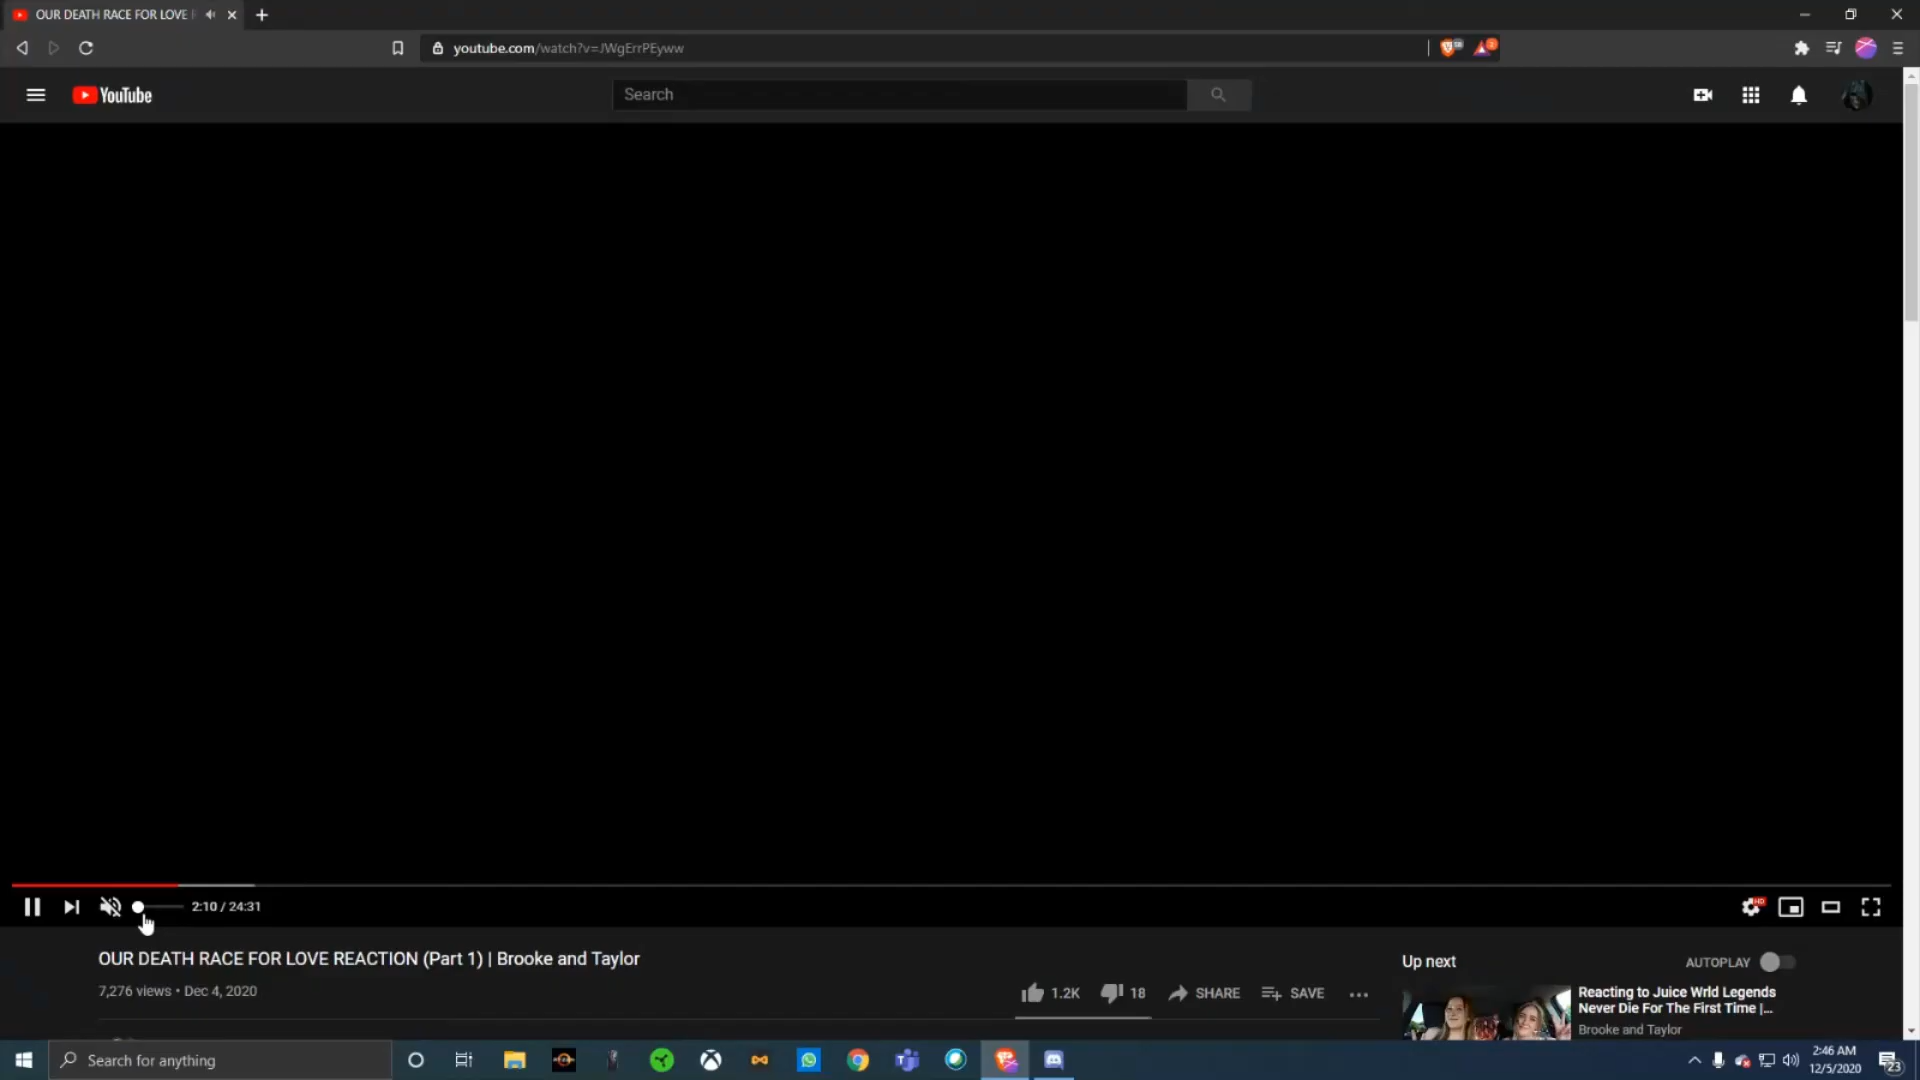 OUR DEATH RACE FOR LOVE
youtube.com/watch?v=JWgErrPEyww
YouTube
Search
2:10 / 24:31
HD
OUR DEATH RACE FOR LOVE REACTION (Part 1) | Brooke and Taylor
7,276 views • Dec 4, 2020
1.2K
18
SHARE
SAVE
Up next
AUTOPLAY
Reacting to Juice Wrld Legends
Never Die For The First Time |...
Brooke and Taylor
Search for anything
2:46 AM
12/5/2020
23